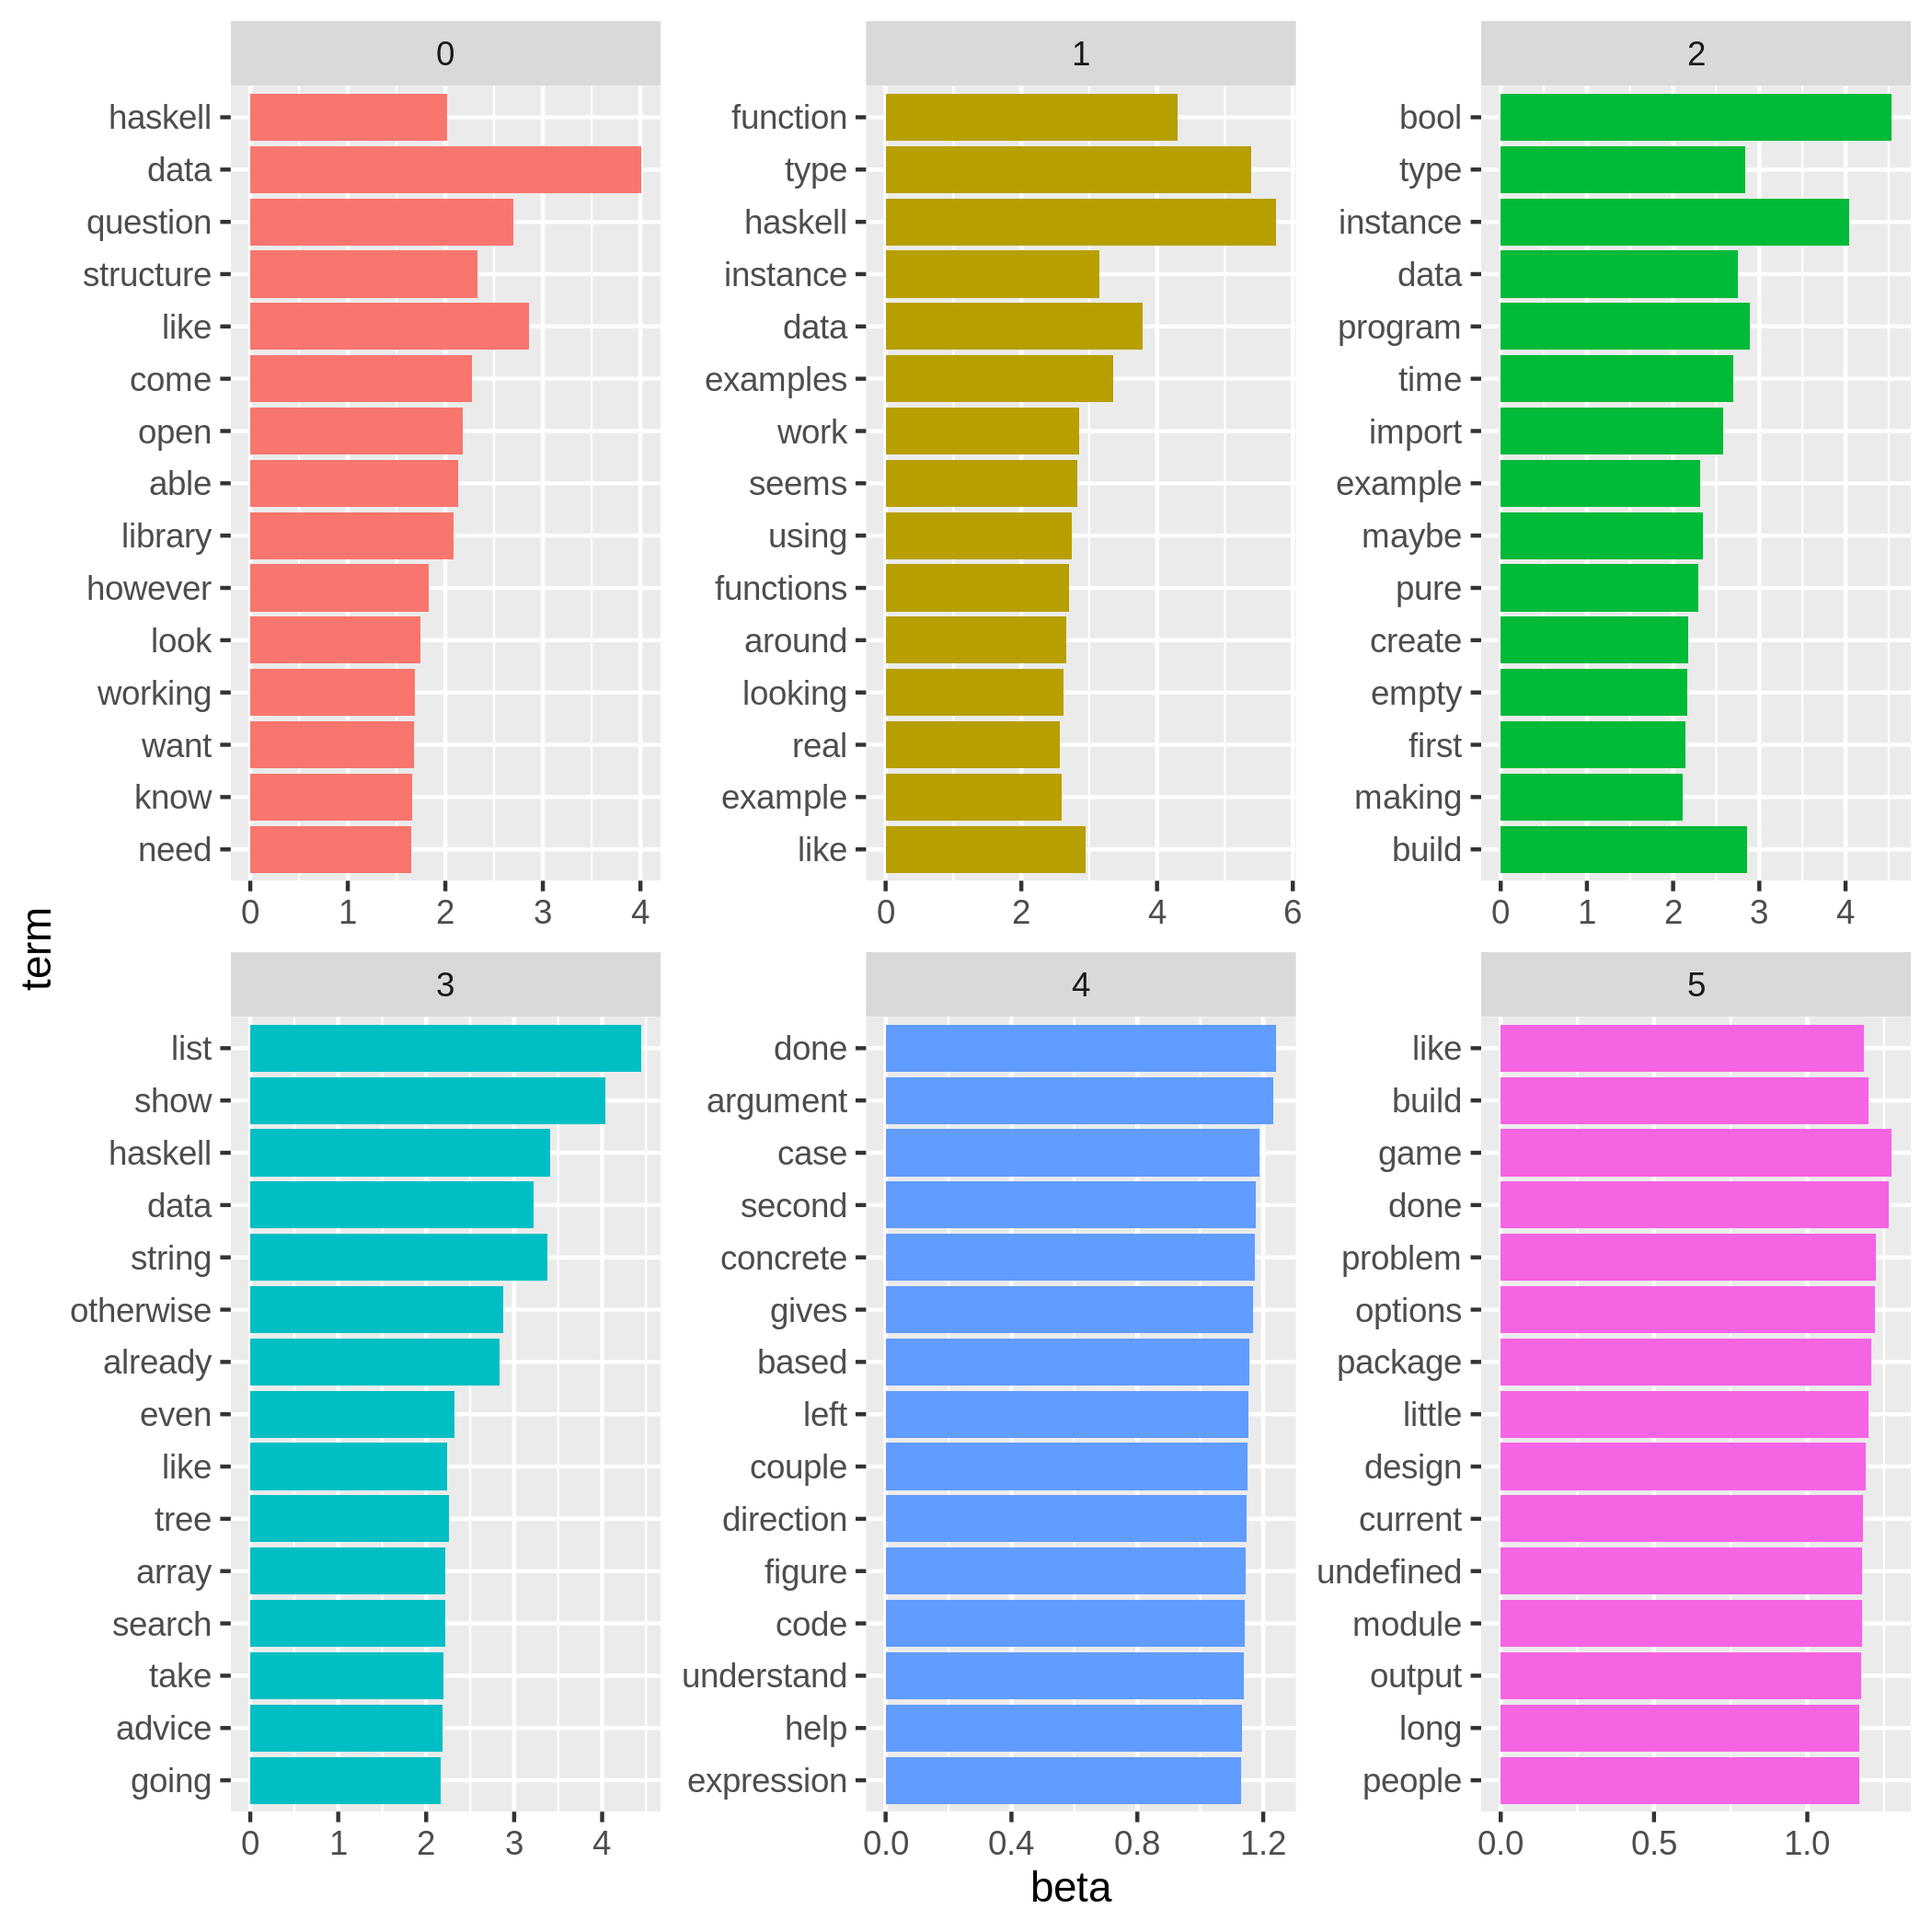 0
haskell
data
question
structure
like
come
open
able
library
however
look
working
want
know
need
0 1 2 3 4
1
function
type
haskell
instance
data
examples
work
seems
using
functions
around
looking
real
example
like
0 2 4 6
2
bool
type
instance
data
program
time
import
example
maybe
pure
create
empty
first
making
build
0 1 2 3 4
term
3
list
show
haskell
data
string
otherwise
already
even
like
tree
array
search
take
advice
going
0 1 2 3 4
4
done
argument
case
second
concrete
gives
based
left
couple
direction
figure
code
understand
help
expression
0.0 0.4 0.8 1.2
5
like
build
game
done
problem
options
package
little
design
current
undefined
module
output
long
people
0.0 0.5 1.0
beta